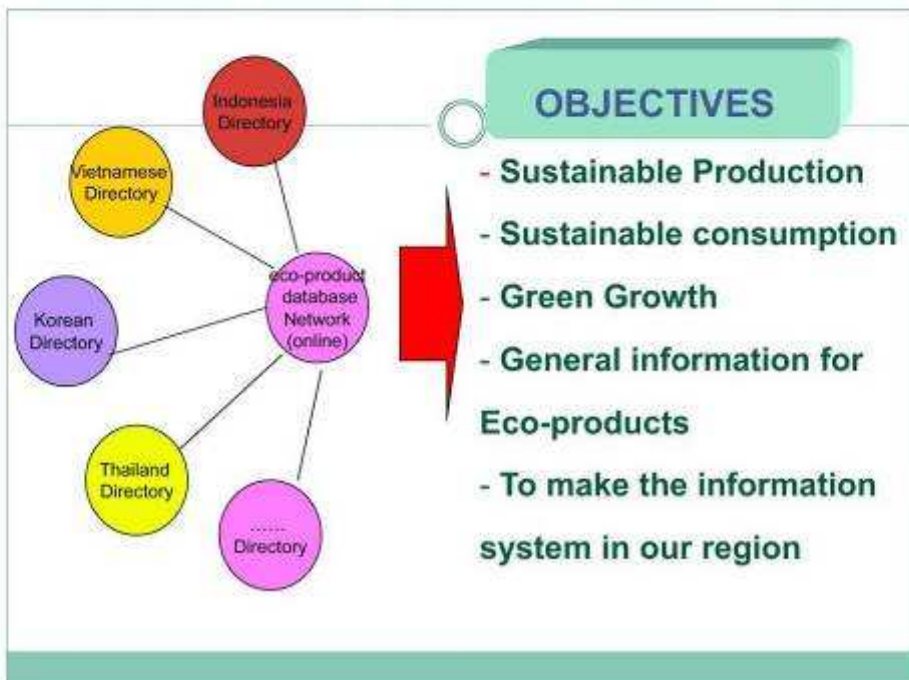 Indonesia
Directory
Vietnamese
Directory
Korean
Directory
Thailand
Directory
......
Directory
eco-product
database
Network
(online)
OBJECTIVES
- Sustainable Production
- Sustainable consumption
- Green Growth
- General information for
Eco-products
- To make the information
system in our region